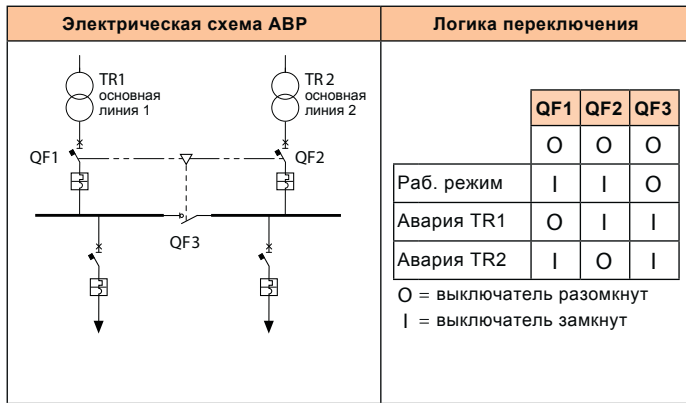 Электрическая схема АВР
Логика переключения
TR1
основная
линия 1
TR 2
основная
линия 2
QF1
QF2
QF3
QF1 QF2 QF3
O O O
Раб. режим I I O
Авария TR1 O I I
Авария TR2 I O I
O = выключатель разомкнут
I = выключатель замкнут